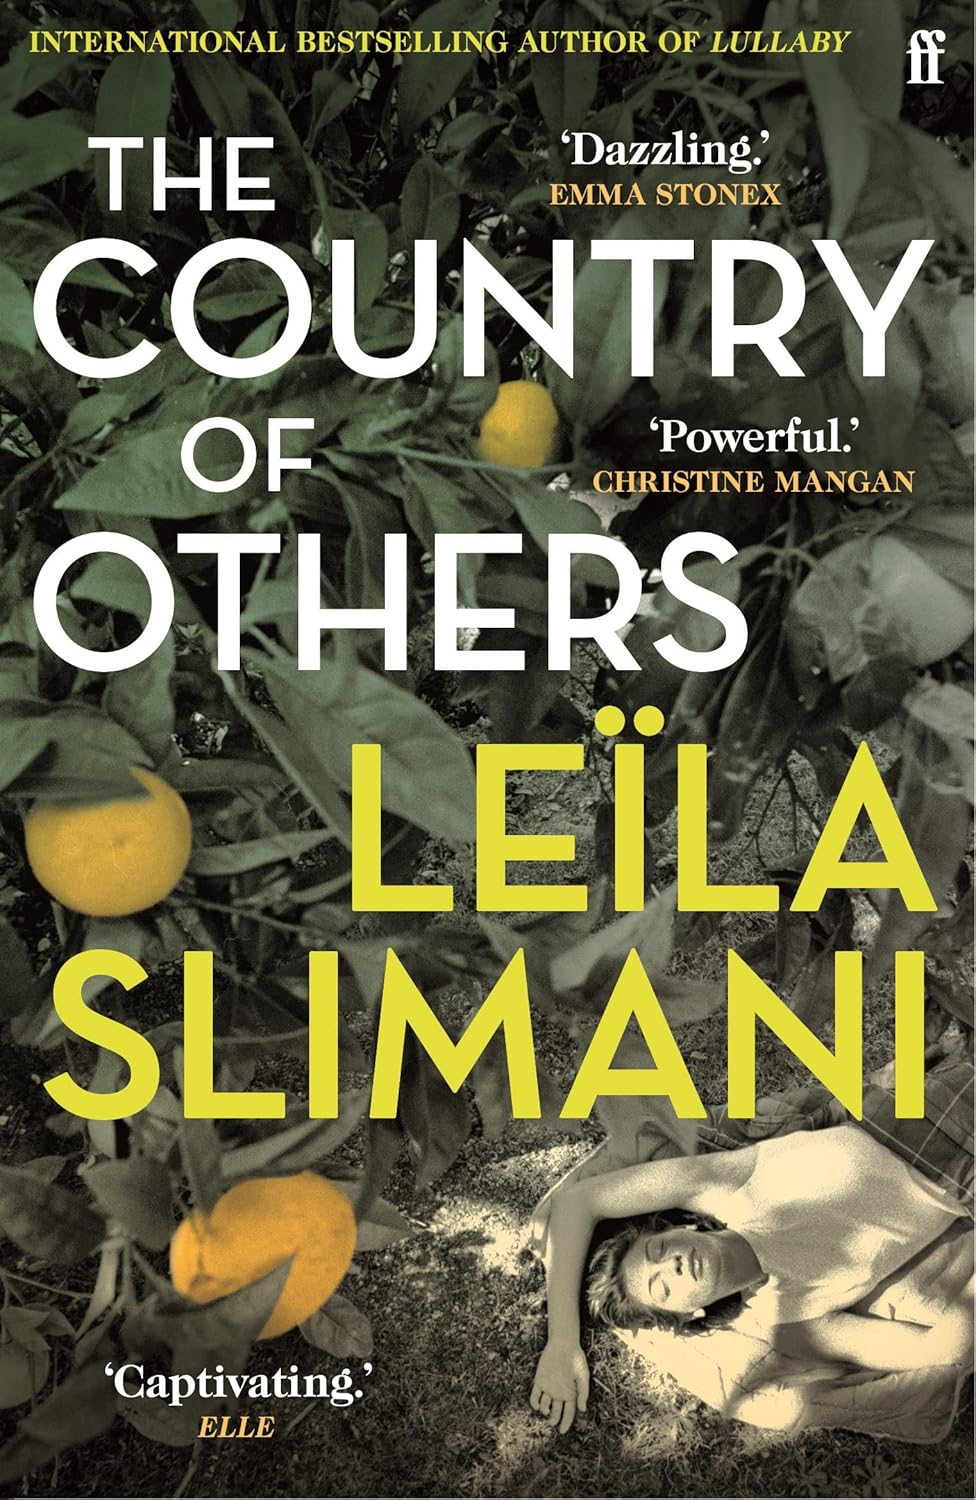 INTERNATIONAL BESTSELLING AUTHOR OF LULLABY
ff
THE
COUNTRY
OF
OTHERS
‘Dazzling.’
EMMA STONEX
‘Powerful.’
CHRISTINE MANGAN
LEÏLA
SLIMANI
‘Captivating.’
ELLE